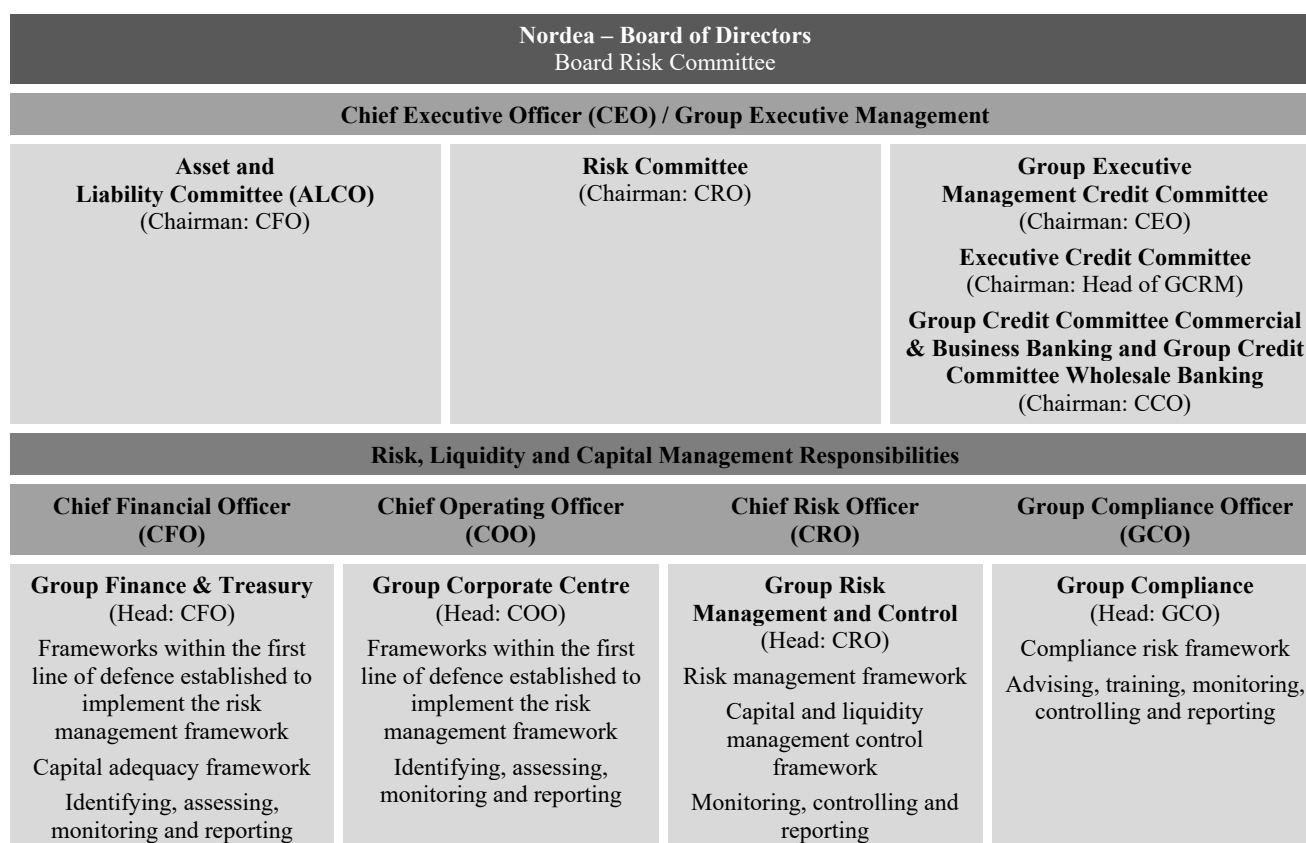 Nordea – Board of Directors
Board Risk Committee
Chief Executive Officer (CEO) / Group Executive Management
Asset and
Liability Committee (ALCO)
(Chairman: CFO)
Risk Committee
(Chairman: CRO)
Group Executive
Management Credit Committee
(Chairman: CEO)
Executive Credit Committee
(Chairman: Head of GCRM)
Group Credit Committee Commercial
& Business Banking and Group Credit
Committee Wholesale Banking
(Chairman: CCO)
Risk, Liquidity and Capital Management Responsibilities
Chief Financial Officer
(CFO)
Chief Operating Officer
(COO)
Chief Risk Officer
(CRO)
Group Compliance Officer
(GCO)
Group Finance & Treasury
(Head: CFO)
Frameworks within the first
line of defence established to
implement the risk
management framework
Capital adequacy framework
Identifying, assessing,
monitoring and reporting
Group Corporate Centre
(Head: COO)
Frameworks within the first
line of defence established to
implement the risk
management framework
Identifying, assessing,
monitoring and reporting
Group Risk
Management and Control
(Head: CRO)
Risk management framework
Capital and liquidity
management control
framework
Monitoring, controlling and
reporting
Group Compliance
(Head: GCO)
Compliance risk framework
Advising, training, monitoring,
controlling and reporting